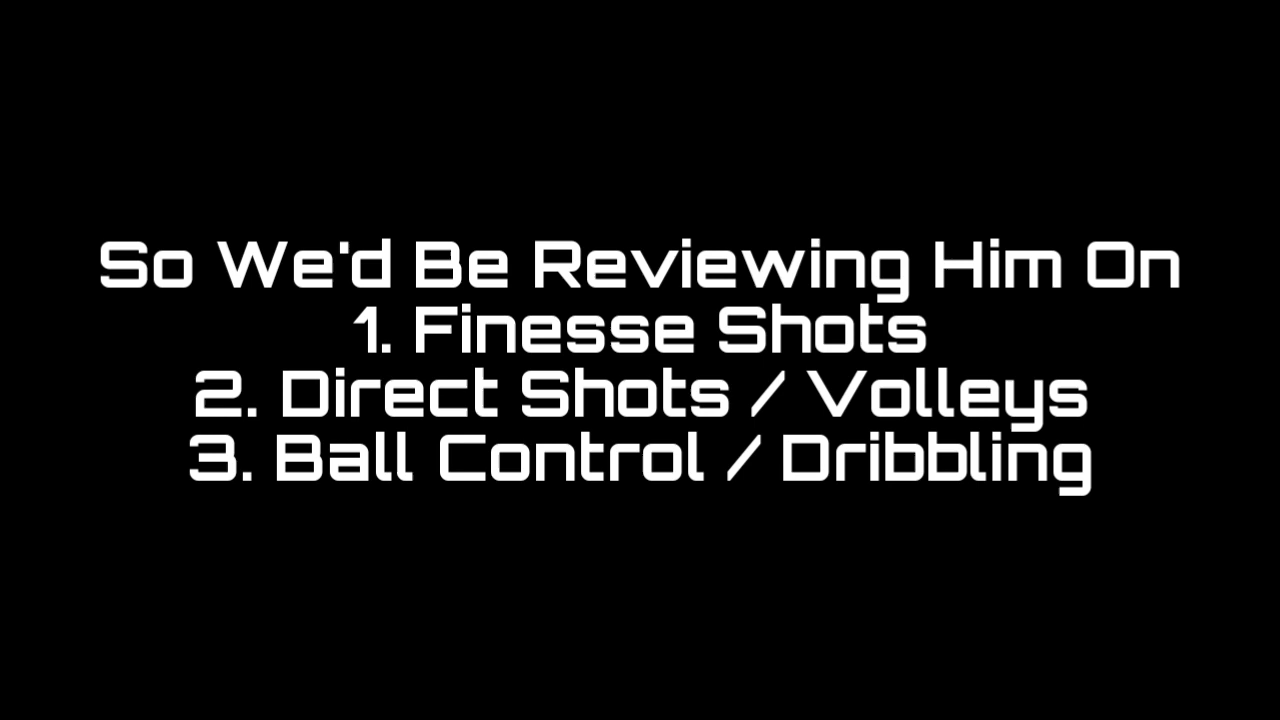 So We'd Be Reviewing Him On
1. Finesse Shots
2. Direct Shots / Volleys
3. Ball Control / Dribbling